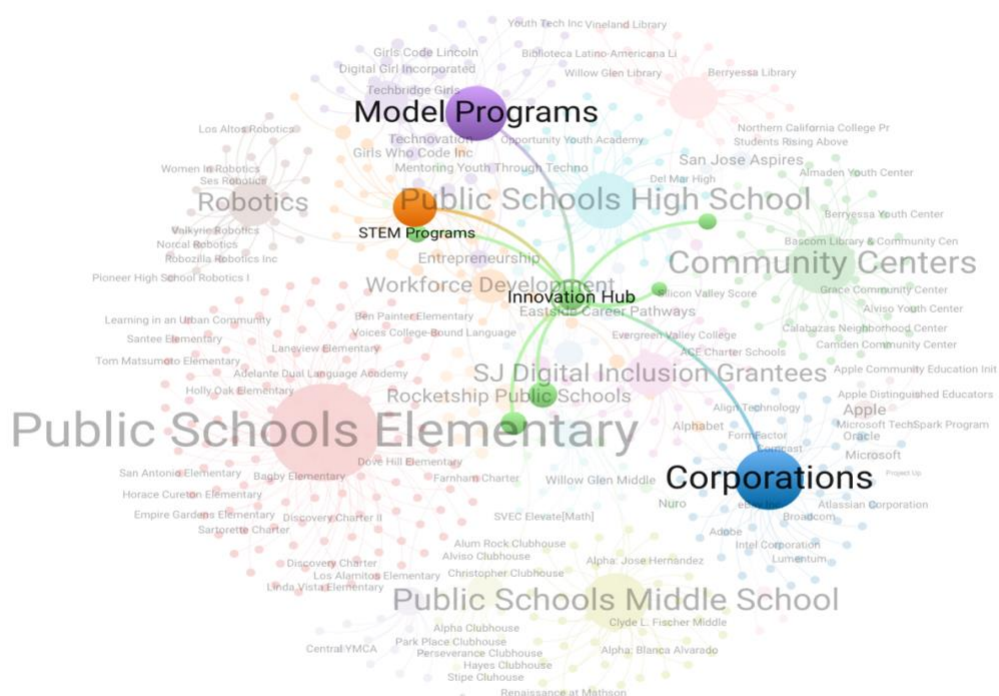 Youth Tech Inc
Vineland Library
Girls Code Lincoln
Biblioteca Latino-Americana Li
Digital Girl Incorporated
Willow Glen Library
Berryessa Library
Techbridge Girls
Model Programs
Los Altos Robotics
Technovation
Opportunity Youth Academy
Northern California College Pr
Students Rising Above
Girls Who Code Inc
San Jose Aspires
Women In Robotics
Mentoring Youth Through Techno
Almaden Youth Center
Ses Robotics
Del Mar High
Robotics
Public Schools High School
Berryessa Youth Center
Valkyrie Robotics
STEM Programs
Norcal Robotics
Bascom Library & Community Cen
Robozilla Robotics Inc
Entrepreneurship
Community Centers
Pioneer High School Robotics I
Workforce Development
Innovation Hub
Silicon Valley Score
Grace Community Center
Eastside Career Pathways
Alviso Youth Center
Learning in an Urban Community
Ben Painter Elementary
Calabazas Neighborhood Center
Santee Elementary
Voices College-Bound Language
Evergreen Valley College
Camden Community Center
Laneview Elementary
ACE Charter Schools
Tom Matsumoto Elementary
Adelante Dual Language Academy
SJ Digital Inclusion Grantees
Apple Community Education Init
Holly Oak Elementary
Rocketship Public Schools
Apple Distinguished Educators
Align Technology
Apple
Public Schools Elementary
Alphabet
Microsoft TechSpark Program
FormFactor
Oracle
Comcast
Microsoft
Dove Hill Elementary
San Antonio Elementary
Bagby Elementary
Farnham Charter
Willow Glen Middle
Corporations
Project Up
Horace Cureton Elementary
Nuro
eBay Inc
Atlassian Corporation
Empire Gardens Elementary
Discovery Charter II
SVEC Elevate[Math]
Broadcom
Sartorette Charter
Adobe
Alum Rock Clubhouse
Intel Corporation
Alviso Clubhouse
Discovery Charter
Alpha: Jose Hernandez
Lumentum
Los Alamitos Elementary
Christopher Clubhouse
Linda Vista Elementary
Public Schools Middle School
Clyde L. Fischer Middle
Alpha Clubhouse
Park Place Clubhouse
Central YMCA
Perseverance Clubhouse
Alpha: Blanca Alvarado
Hayes Clubhouse
Stipe Cluhouse
Renaissance at Mathson